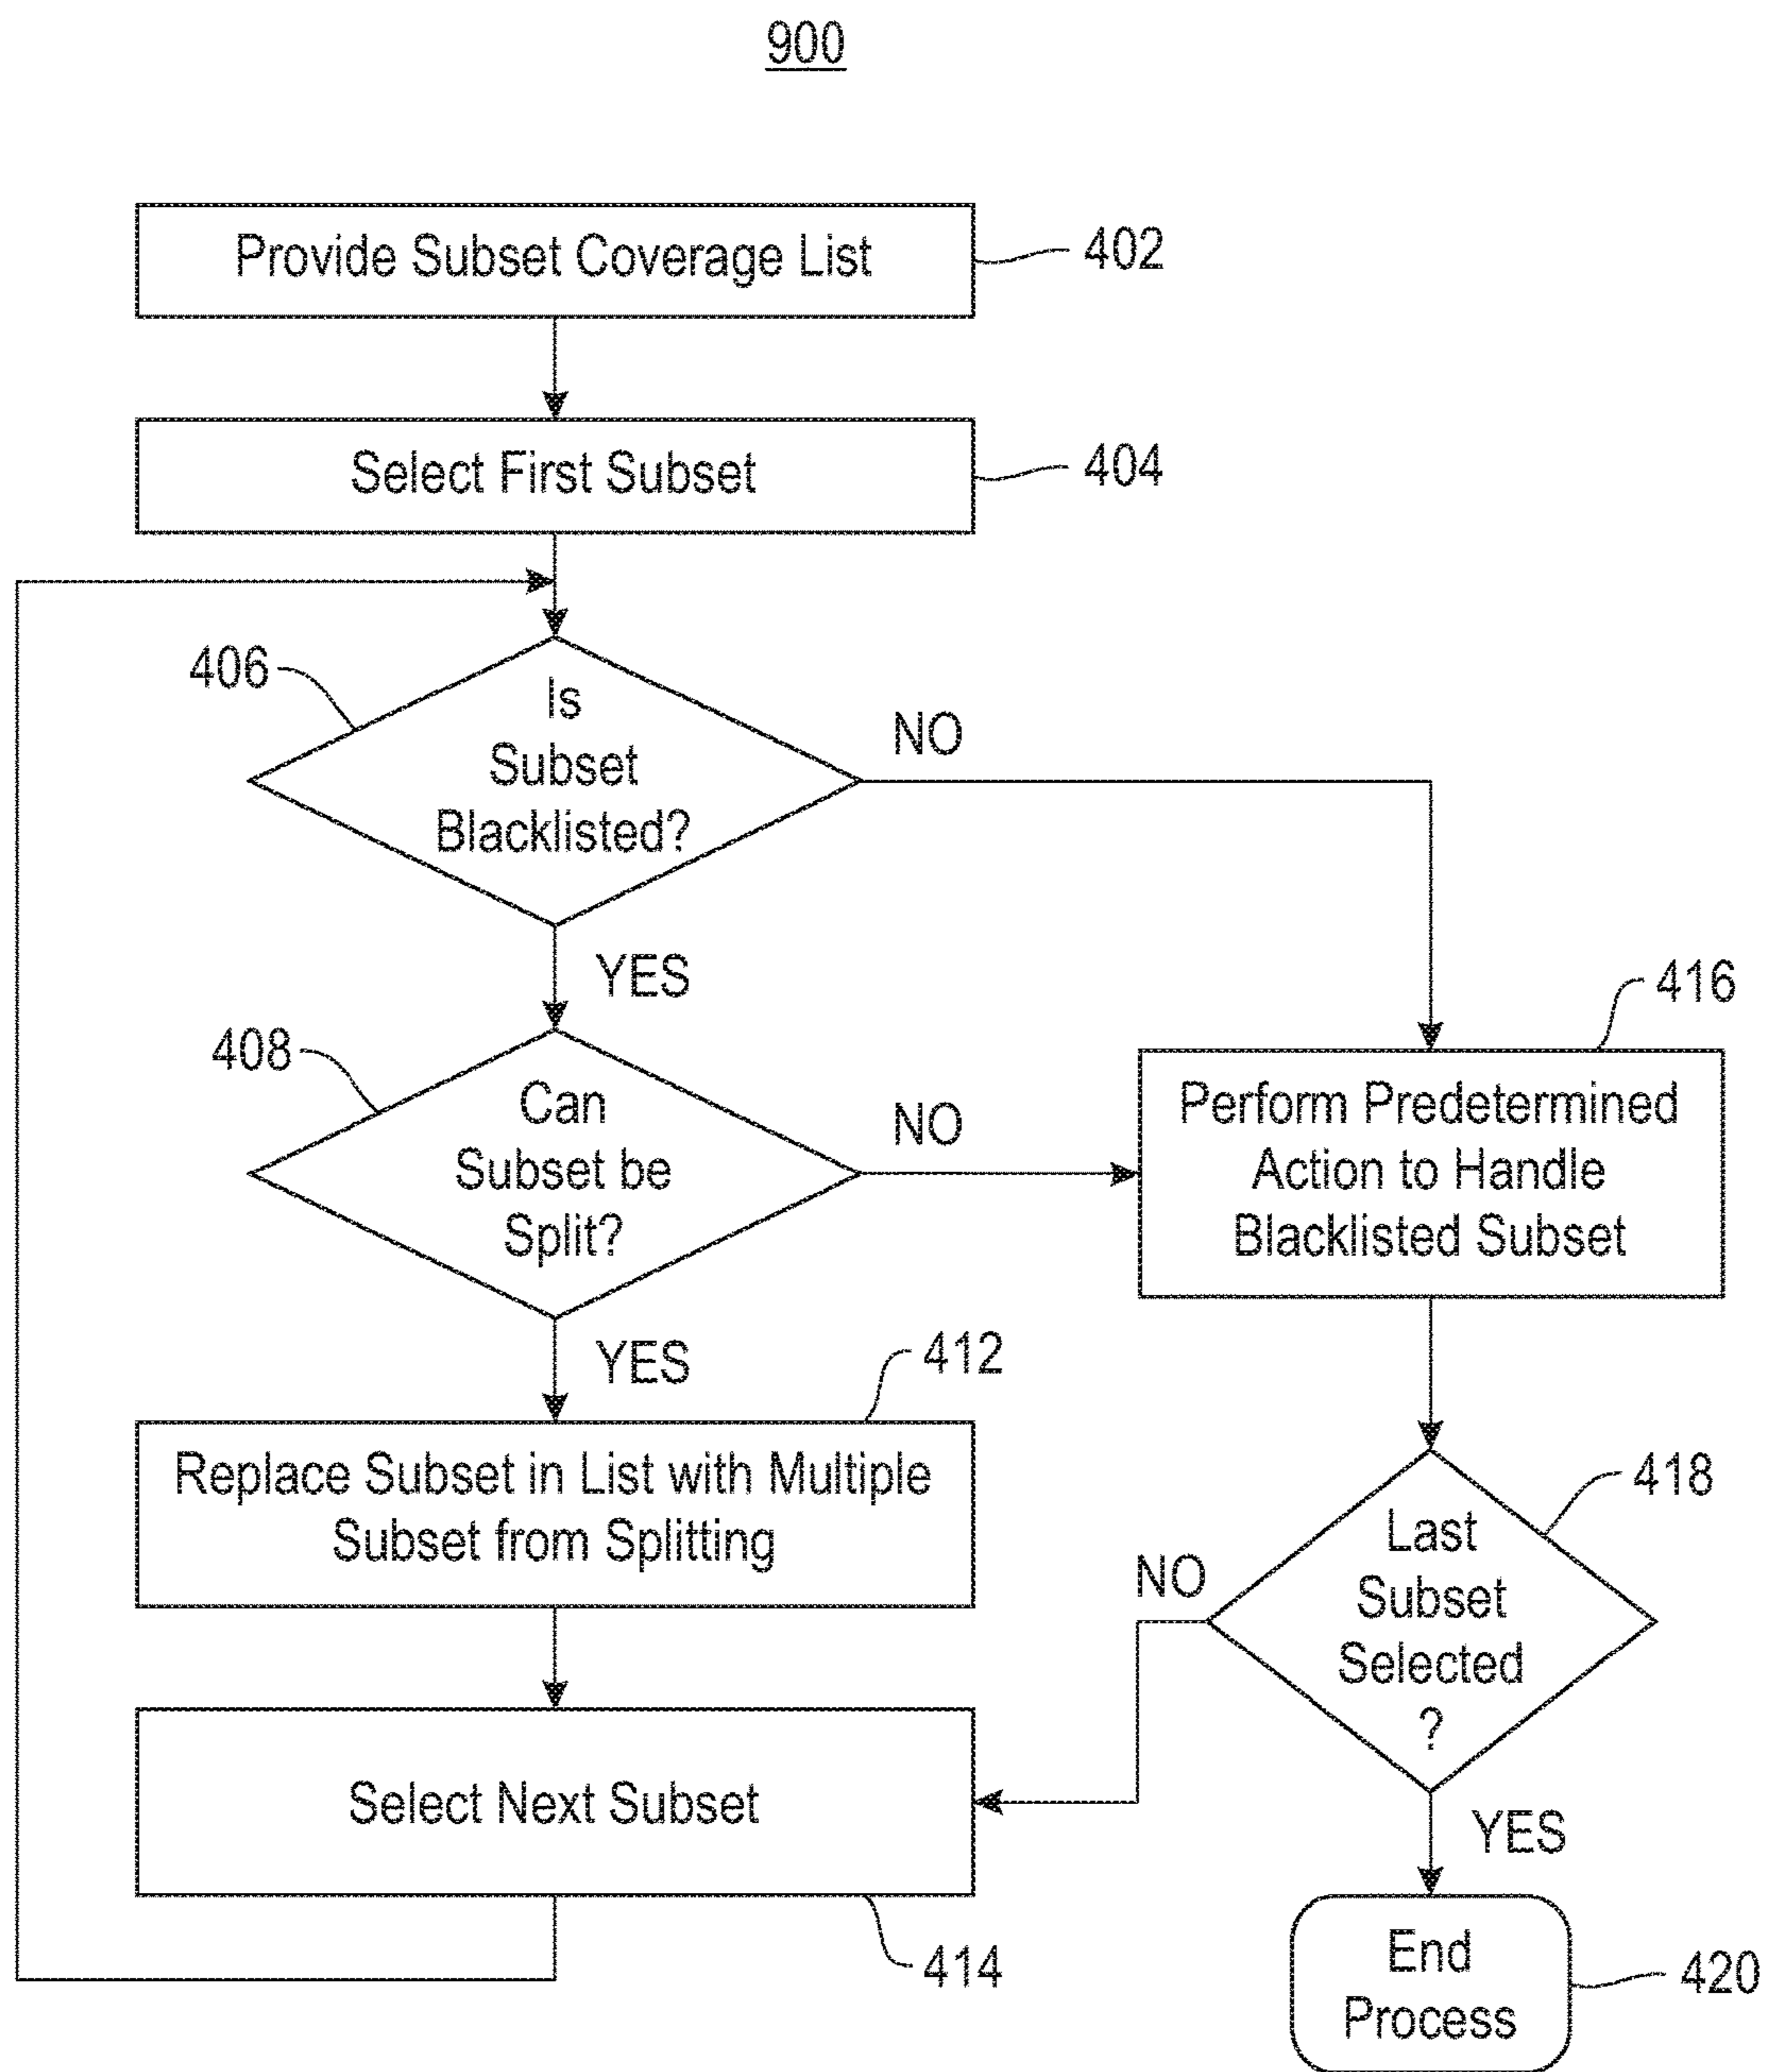 900
Provide Subset Coverage List
402
Select First Subset
404
406
Is
Subset
Blacklisted?
NO
YES
416
408
Can
Subset be
Split?
NO
Perform Predetermined
Action to Handle
Blacklisted Subset
YES
412
Replace Subset in List with Multiple
Subset from Splitting
418
Last
Subset
Selected
?
NO
Select Next Subset
YES
414
End
Process
420